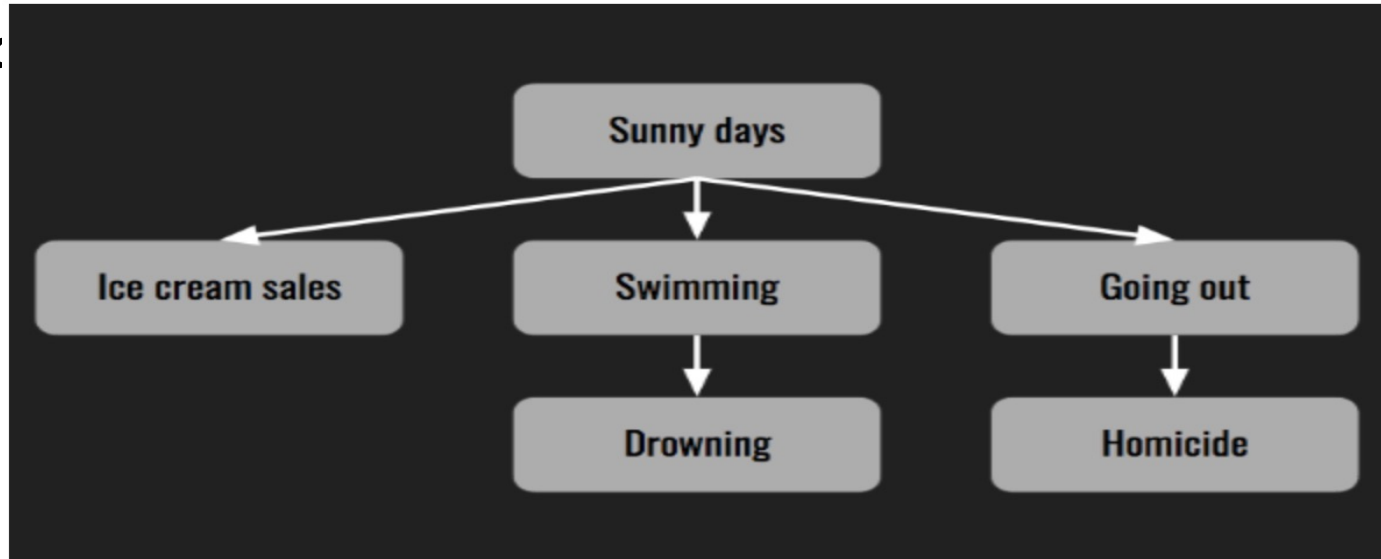 Sunny days
Ice cream sales
Swimming
Going out
Drowning
Homicide